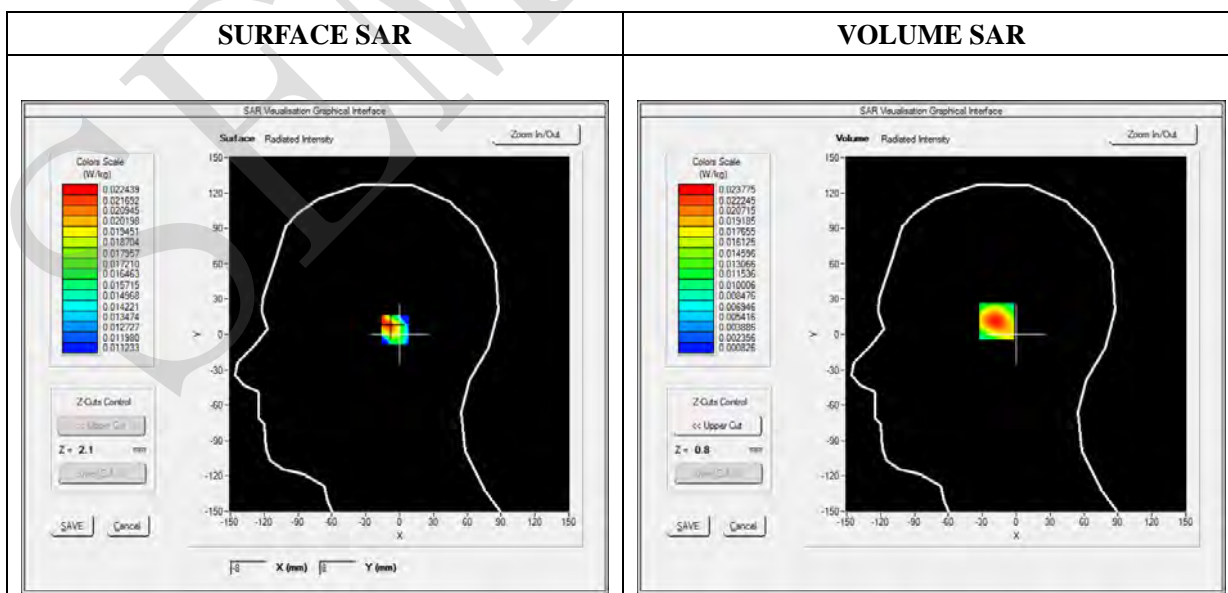 SURFACE SAR
VOLUME SAR
SAR Visualisation Graphical Interface
Surface Radiated Intensity
Zoom In/Out
Colors Scale
(W/kg)
0.022439
0.021692
0.020945
0.020198
0.019451
0.018704
0.017957
0.017210
0.016463
0.015715
0.014968
0.014221
0.013474
0.012727
0.011980
0.011233
150
120
90
60
30
0
-30
-60
-90
-120
-150
Y
-150 -120 -90 -60 -30 0 30 60 90 120 150
X
Z-Cuts Control
<< Upper Cut
Z = 2.1 mm
SAVE Cancel
-8 X (mm) 8 Y (mm)
SAR Visualisation Graphical Interface
Volume Radiated Intensity
Zoom In/Out
Colors Scale
(W/kg)
0.023775
0.022245
0.020715
0.019185
0.017655
0.016125
0.014596
0.013066
0.011536
0.010006
0.008476
0.006946
0.005416
0.003886
0.002356
0.000826
150
120
90
60
30
0
-30
-60
-90
-120
-150
Y
-150 -120 -90 -60 -30 0 30 60 90 120 150
X
Z-Cuts Control
<< Upper Cut
Z = 0.8 mm
SAVE Cancel